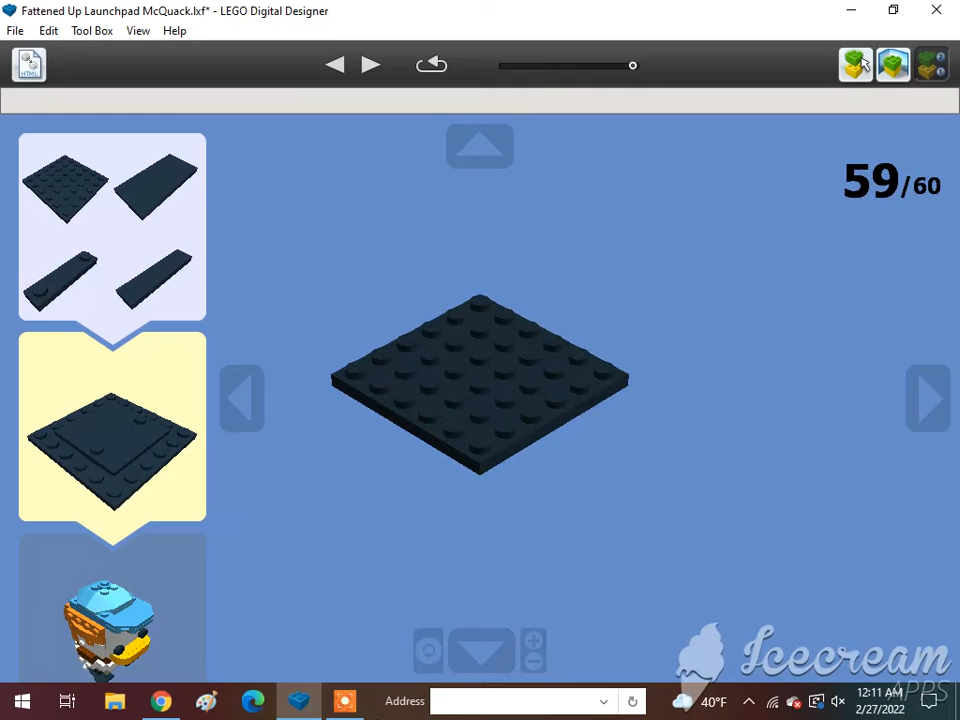 Fattened Up Launchpad McQuack.lxf* - LEGO Digital Designer
File Edit Tool Box View Help
HTML
59/60
Icecream
APPS
Address
40°F
12:11 AM
2/27/2022